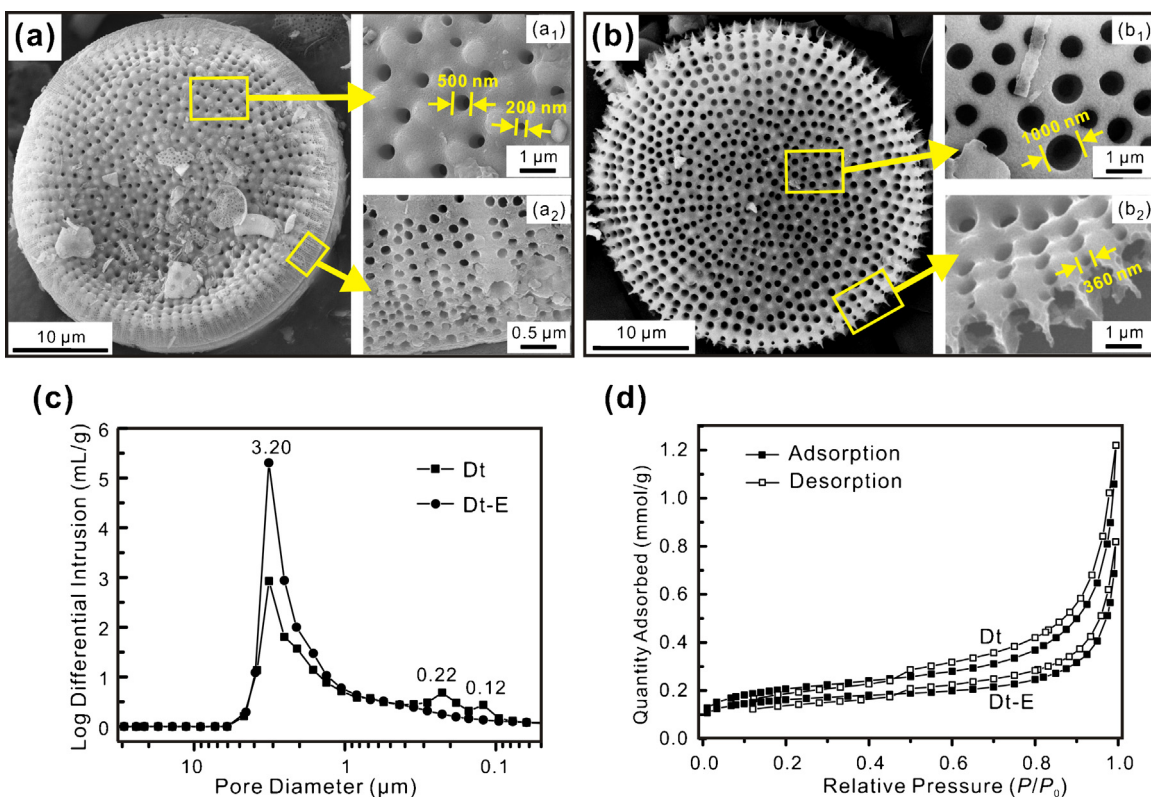 (a)
(a₁)
500 nm
200 nm
1 μm
(a₂)
10 μm
0.5 μm
(b)
(b₁)
1000 nm
1 μm
(b₂)
360 nm
10 μm
1 μm
(c)
Log Differential Intrusion (mL/g)
6
5
4
3
2
1
0
3.20
Dt
Dt-E
0.22
0.12
10
1
0.1
Pore Diameter (μm)
(d)
Quantity Adsorbed (mmol/g)
1.2
1.0
0.8
0.6
0.4
0.2
0.0
Adsorption
Desorption
Dt
Dt-E
0.0
0.2
0.4
0.6
0.8
1.0
Relative Pressure (P/P₀)